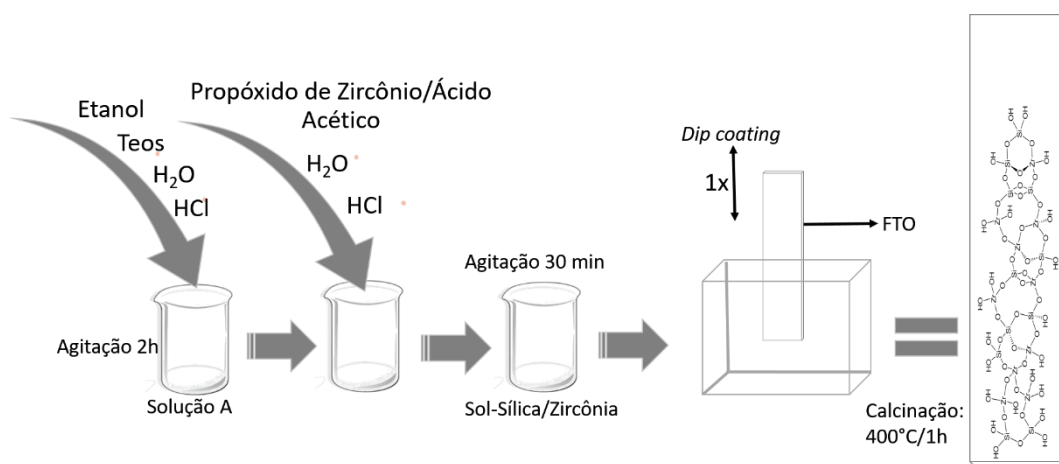 Etanol
Teos
H₂O
HCl
Propóxido de Zircônio/Ácido
Acético
H₂O
HCl
Agitação 2h
Solução A
Agitação 30 min
Sol-Sílica/Zircônia
Dip coating
1x
FTO
Calcinação:
400°C/1h